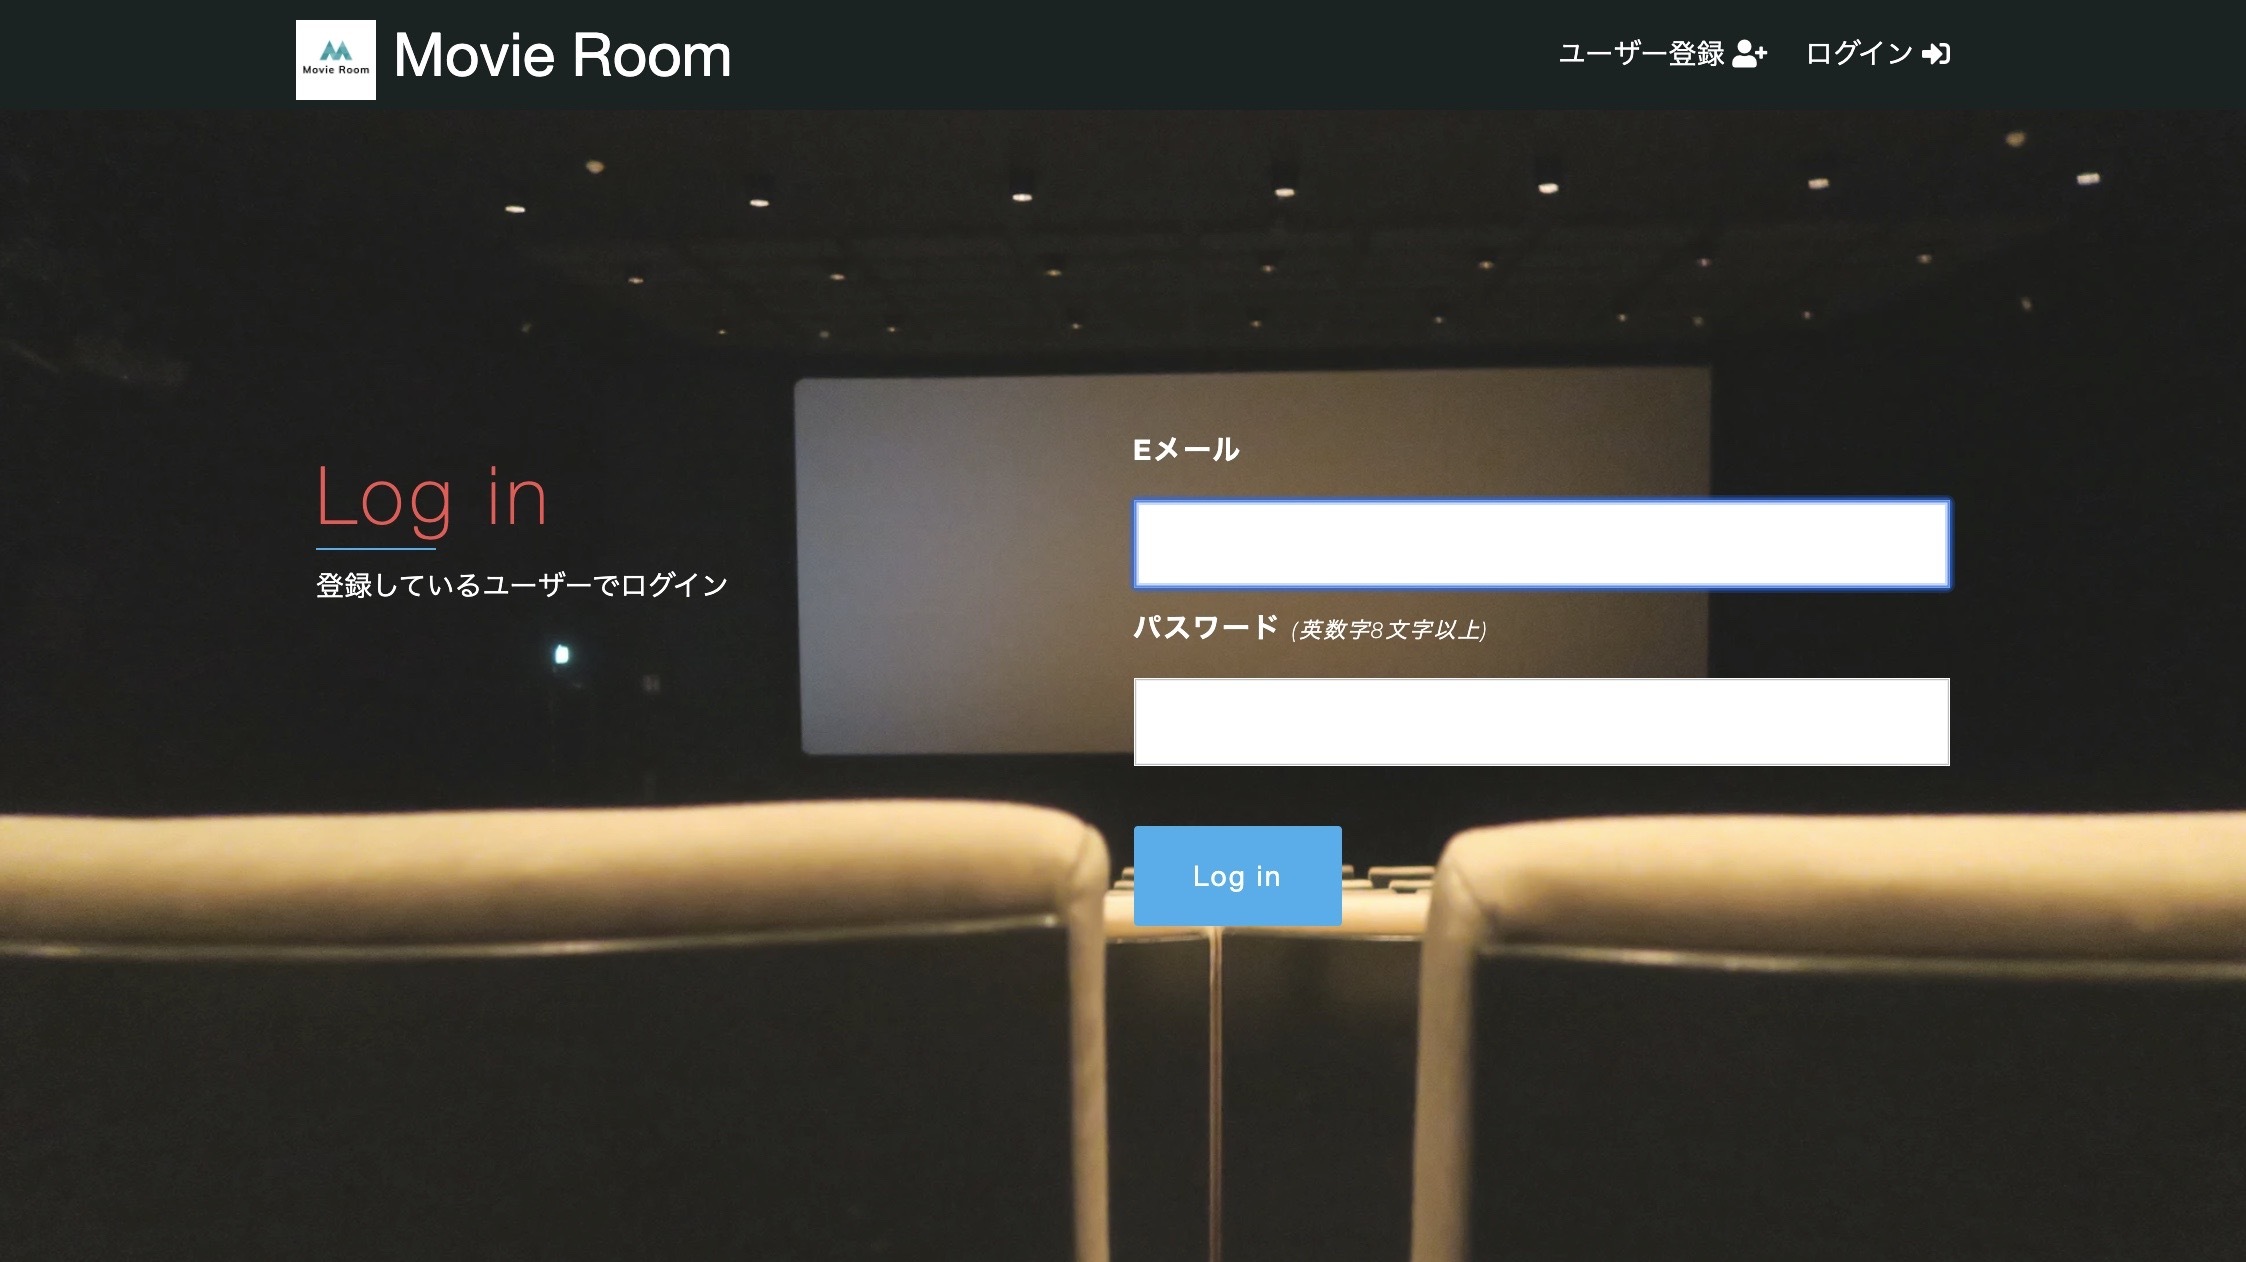 Movie Room
Movie Room
ユーザー登録
ログイン
Log in
登録しているユーザーでログイン
Eメール
パスワード (英数字8文字以上)
Log in